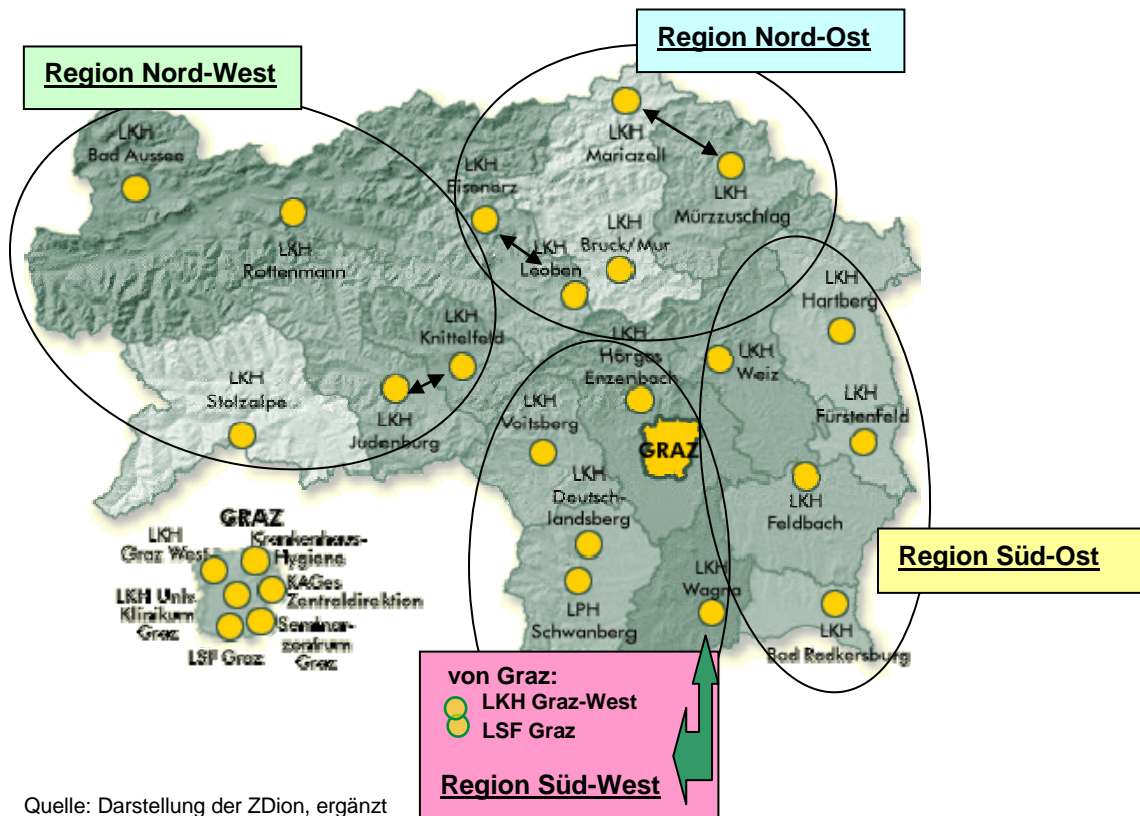 Region Nord-West
Region Nord-Ost
LKH
Bad Aussee
LKH
Rottenmann
LKH
Eisenerz
LKH
Mariazell
LKH
Mürzzuschlag
LKH
Leoben
LKH
Bruck/Mur
LKH
Knittelfeld
LKH
Judenburg
LKH
Stolzalpe
LKH
Hörgas
Enzenbach
LKH
Weiz
LKH
Hartberg
LKH
Fürstenfeld
LKH
Voitsberg
GRAZ
LKH
Deutsch-
landsberg
LKH
Feldbach
LPH
Schwanberg
LKH
Wagna
LKH
Bad Radkersburg
Region Süd-Ost
GRAZ
LKH
Graz West
Krankenhaus-
Hygiene
KAGes
Zentraldirektion
LKH Univ.
Klinikum
Graz
Seminar-
zentrum
Graz
LSF Graz
von Graz:
LKH Graz-West
LSF Graz
Region Süd-West
Quelle: Darstellung der ZDion, ergänzt